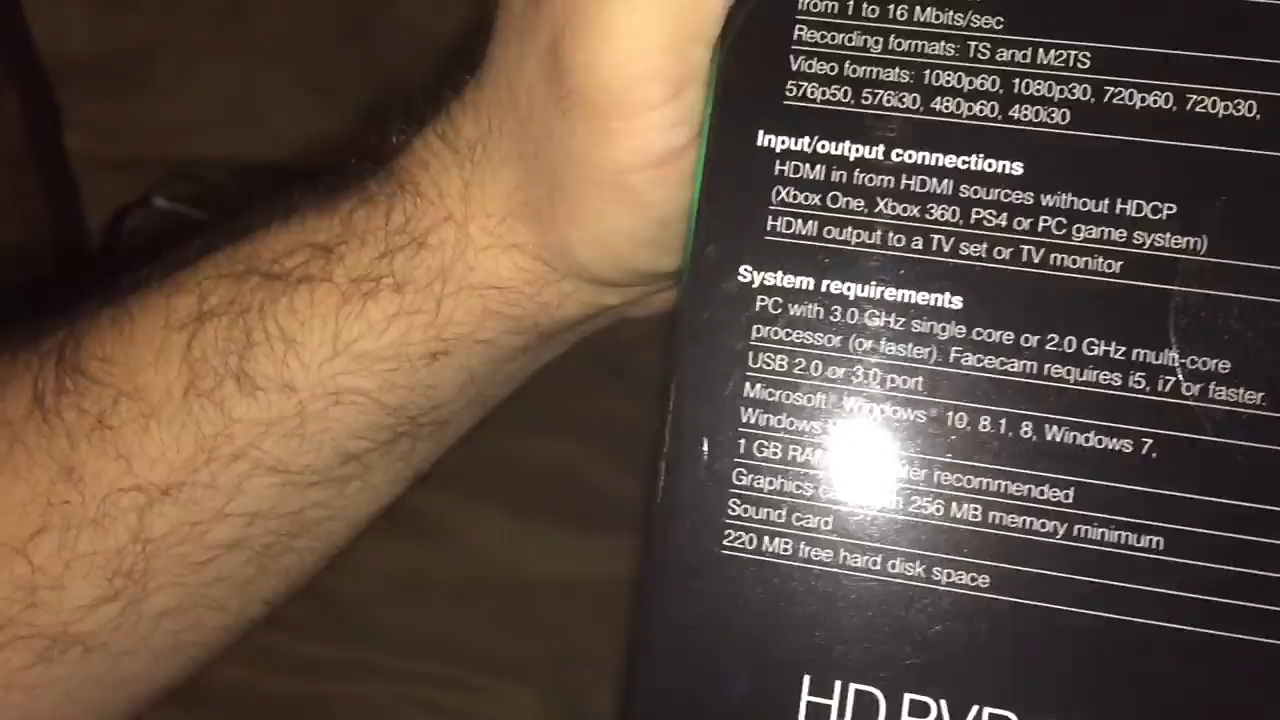 from 1 to 16 Mbits/sec
Recording formats: TS and M2TS
Video formats: 1080p60, 1080p30, 720p60, 720p30,
576p50, 576i30, 480p60, 480i30
Input/output connections
HDMI in from HDMI sources without HDCP
(Xbox One, Xbox 360, PS4 or PC game system)
HDMI output to a TV set or TV monitor
System requirements
PC with 3.0 GHz single core or 2.0 GHz multi-core
processor (or faster). Facecam requires i5, i7 or faster.
USB 2.0 or 3.0 port
Microsoft® Windows® 10, 8.1, 8, Windows 7,
Windows
1 GB recommended
Graphics 256 MB memory minimum
Sound card
220 MB free hard disk space
HD PVR